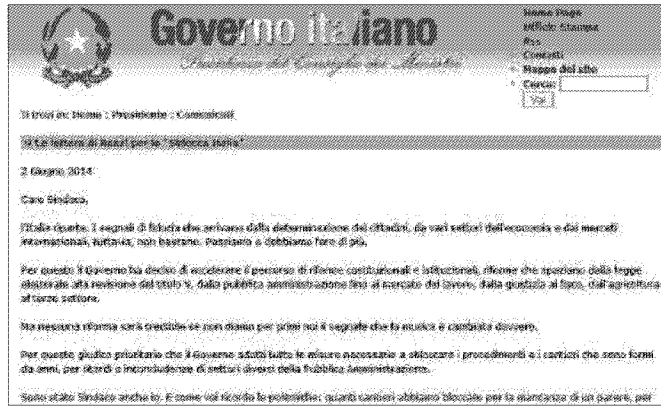 Governo italiano
Presidenza del Consiglio dei Ministri
Home Page
Ufficio Stampa
Rss
Contatti
Mappa del sito
Cerca:
Vai
Ti trovi in: Home : Presidente : Comunicati
La lettera di Renzi per lo "Sblocca Italia"
2 Giugno 2014
Caro Sindaco,
l'Italia riparte. I segnali di fiducia che arrivano dalla determinazione dei cittadini, da vari settori dell'economia e dai mercati
internazionali, tuttavia, non bastano. Possiamo e dobbiamo fare di più.
Per questo il Governo ha deciso di accelerare il percorso di riforme costituzionali e istituzionali, riforme che spaziano dalla legge
elettorale alla revisione del titolo V, dalla pubblica amministrazione fino al mercato del lavoro, dalla giustizia al fisco, dall'agricoltura
al terzo settore.
Ma nessuna riforma sarà credibile se non diamo per primi noi il segnale che la musica è cambiata davvero.
Per questo giudico prioritario che il Governo adotti tutte le misure necessarie a sbloccare i procedimenti e i cantieri che sono fermi
da anni, per ritardi o inconcludenze di settori diversi della Pubblica Amministrazione.
Sono stato Sindaco anche io. E come voi ricordo le polemiche: quanti cantieri abbiamo bloccato per la mancanza di un parere, per